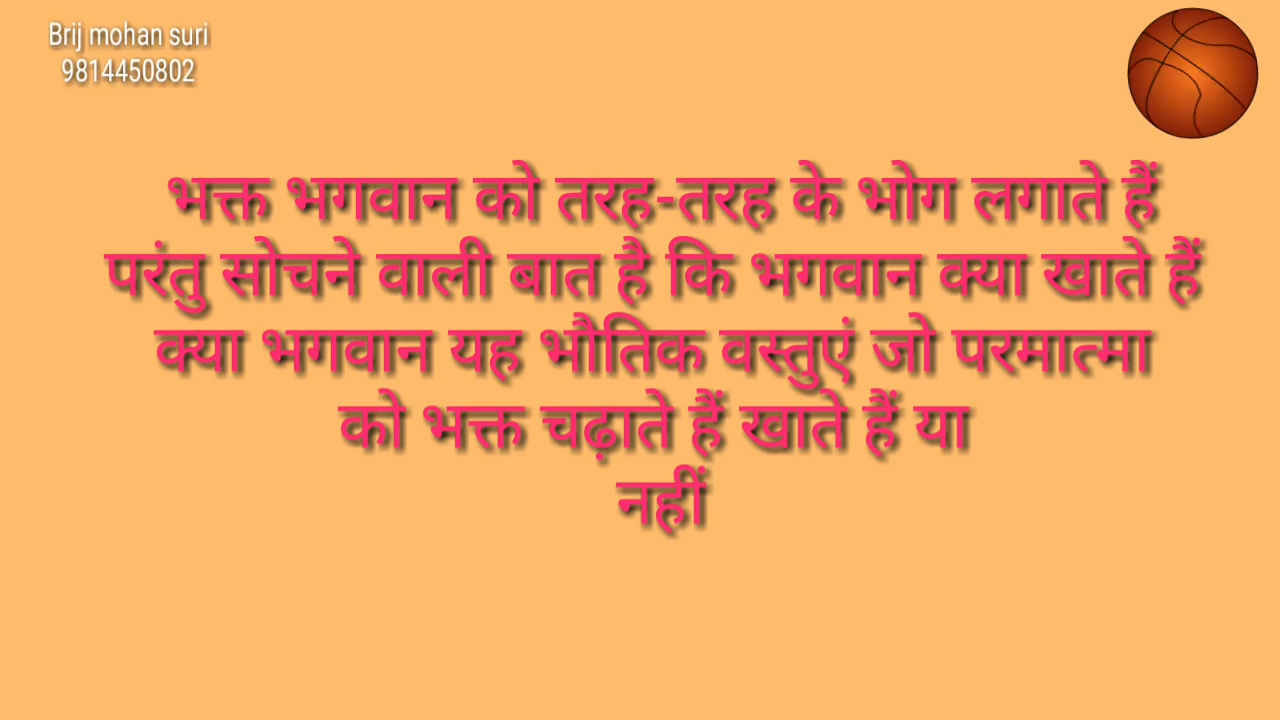 Brij mohan suri
9814450802
भक्त भगवान को तरह-तरह के भोग लगाते हैं
परंतु सोचने वाली बात है कि भगवान क्या खाते हैं
क्या भगवान यह भौतिक वस्तुएं जो परमात्मा
को भक्त चढ़ाते हैं खाते हैं या
नहीं